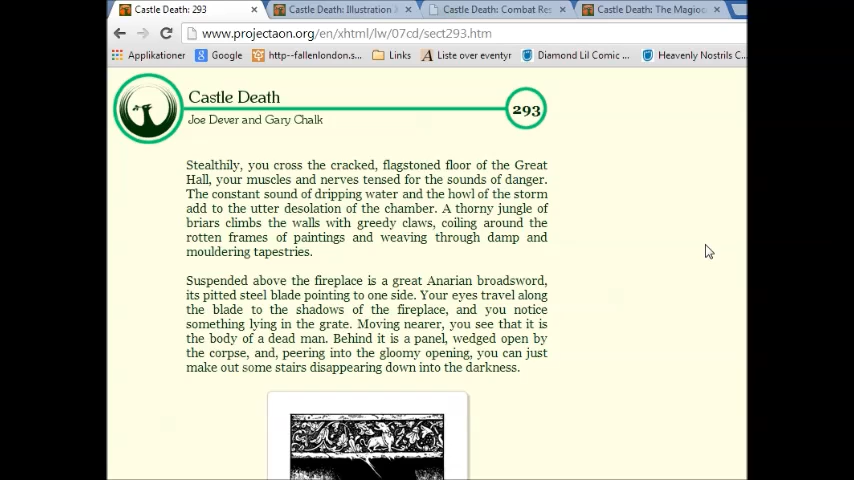 Castle Death: 293
Castle Death: Illustration
Castle Death: Combat Re
Castle Death: The Magic
www.projectaon.org/en/xhtml/lw/07cd/sect293.htm
Applikationer
Google
http--fallenlondon.s...
Links
Liste over eventyr
Diamond Lil Comic ...
Heavenly Nostrils C
Castle Death
293
Joe Dever and Gary Chalk
Stealthily, you cross the cracked, flagstoned floor of the Great
Hall, your muscles and nerves tensed for the sounds of danger.
The constant sound of dripping water and the howl of the storm
add to the utter desolation of the chamber. A thorny jungle of
briars climbs the walls with greedy claws, coiling around the
rotten frames of paintings and weaving through damp and
mouldering tapestries.
Suspended above the fireplace is a great Anarian broadsword,
its pitted steel blade pointing to one side. Your eyes travel along
the blade to the shadows of the fireplace, and you notice
something lying in the grate. Moving nearer, you see that it is
the body of a dead man. Behind it is a panel, wedged open by
the corpse, and, peering into the gloomy opening, you can just
make out some stairs disappearing down into the darkness.